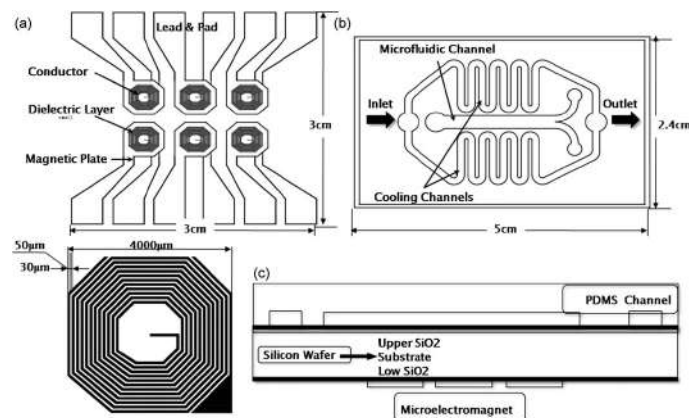 (a)
Lead & Pad
Conductor
Dielectric Layer
Magnetic Plate
3cm
3cm
(b)
Microfluidic Channel
Inlet
Outlet
2.4cm
Cooling Channels
5cm
50μm
30μm
4000μm
(c)
PDMS Channel
Upper SiO2
Silicon Wafer
Substrate
Low SiO2
Microelectromagnet